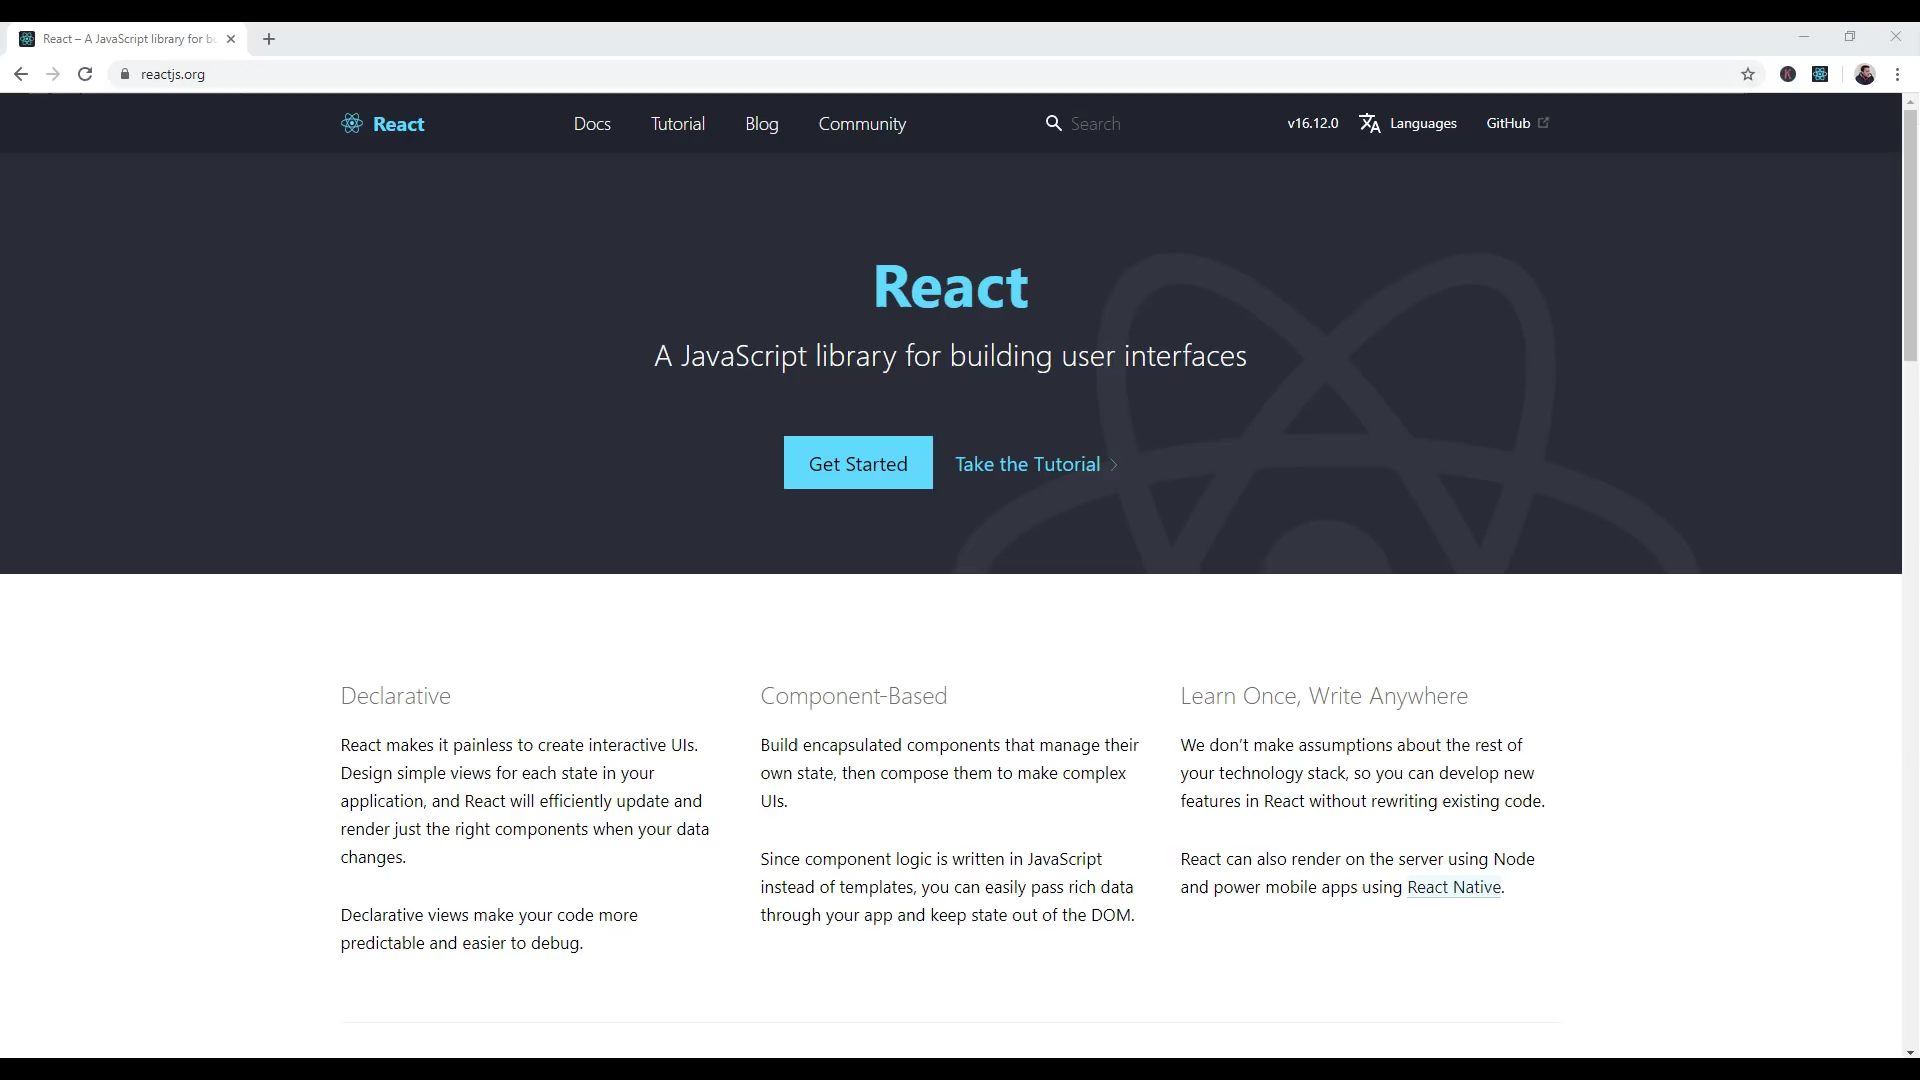 React – A JavaScript library for bu
reactjs.org
React
Docs
Tutorial
Blog
Community
Search
v16.12.0
Languages
GitHub
React
A JavaScript library for building user interfaces
Get Started
Take the Tutorial
Declarative
React makes it painless to create interactive UIs.
Design simple views for each state in your
application, and React will efficiently update and
render just the right components when your data
changes.
Declarative views make your code more
predictable and easier to debug.
Component-Based
Build encapsulated components that manage their
own state, then compose them to make complex
UIs.
Since component logic is written in JavaScript
instead of templates, you can easily pass rich data
through your app and keep state out of the DOM.
Learn Once, Write Anywhere
We don’t make assumptions about the rest of
your technology stack, so you can develop new
features in React without rewriting existing code.
React can also render on the server using Node
and power mobile apps using React Native.